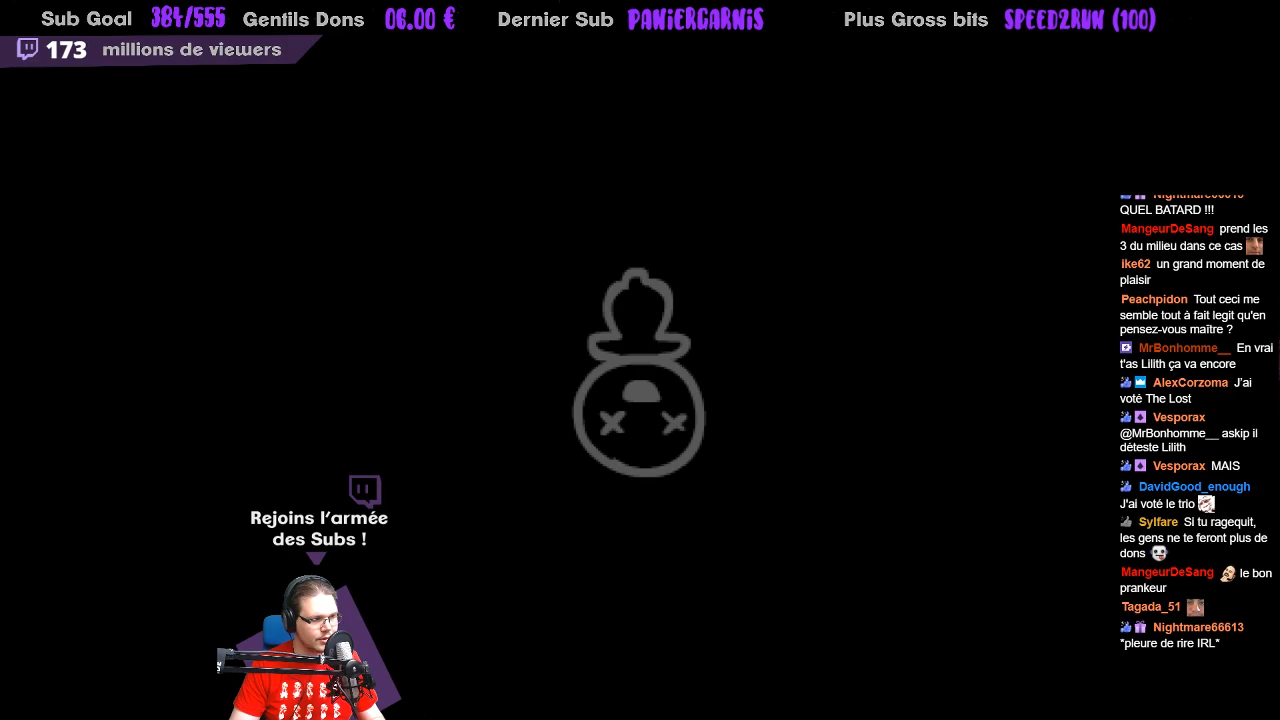 Sub Goal 384/555 Gentils Dons 06.00 € Dernier Sub PANiERGARNiS Plus Gross bits SPEED2RUN (100)
173 millions de viewers
Nightmare66613
QUEL BATARD !!!
MangeurDeSang prend les
3 du milieu dans ce cas
ike62 un grand moment de
plaisir
Peachpidon Tout ceci me
semble tout à fait legit qu'en
pensez-vous maître ?
MrBonhomme__ En vrai
t'as Lilith ça va encore
AlexCorzoma J'ai
voté The Lost
Vesporax
@MrBonhomme__ askip il
déteste Lilith
Vesporax MAIS
DavidGood_enough
J'ai voté le trio
Sylfare Si tu ragequit,
les gens ne te feront plus de
dons
MangeurDeSang le bon
prankeur
Tagada_51
Nightmare66613
*pleure de rire IRL*
Rejoins l'armée
des Subs !